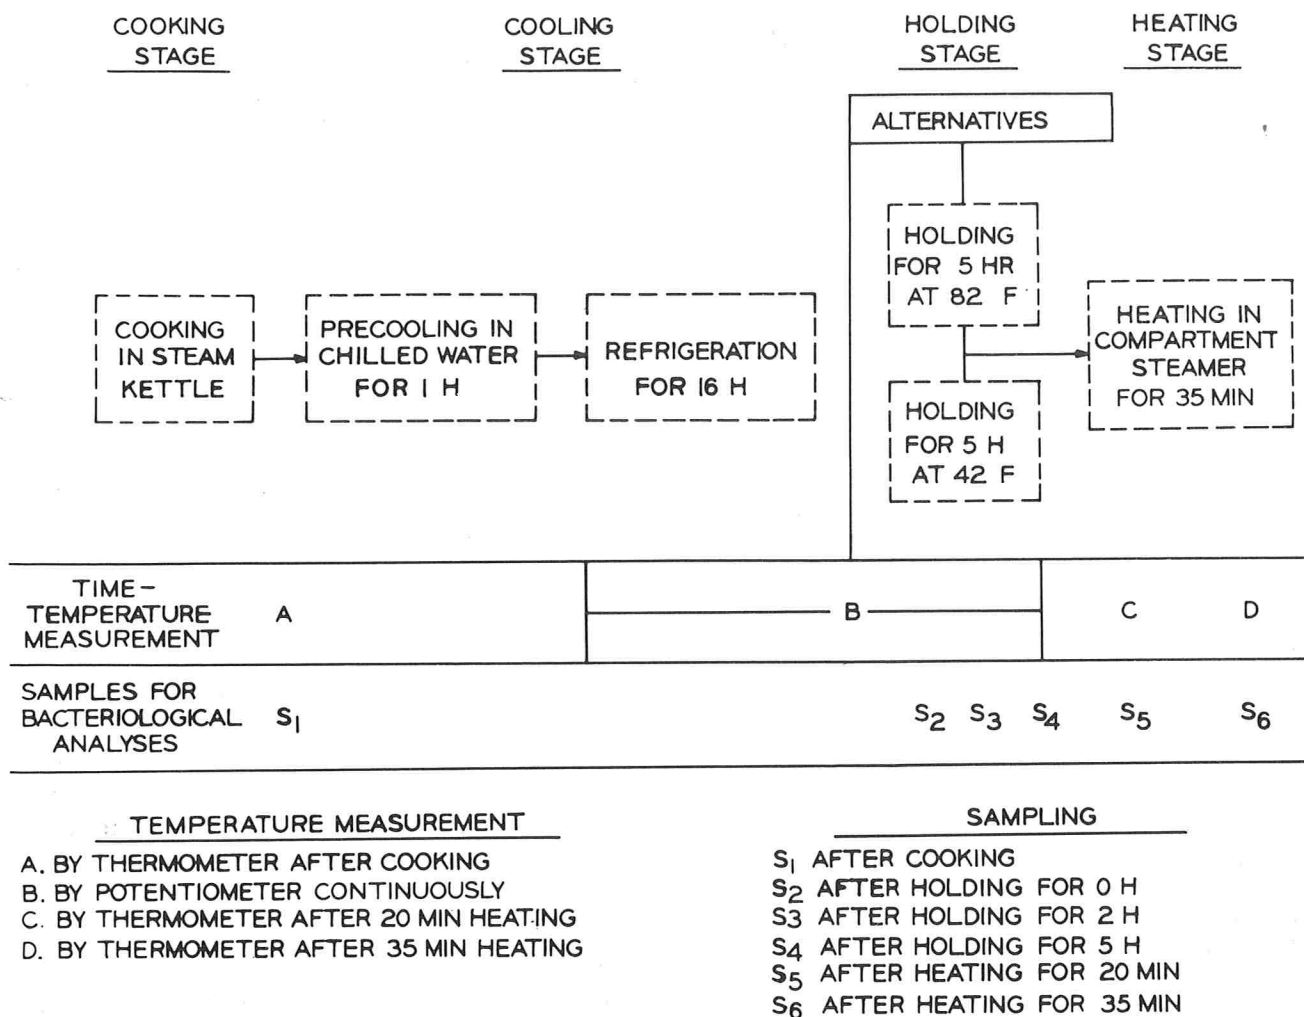 COOKING
STAGE
COOLING
STAGE
HOLDING
STAGE
HEATING
STAGE
ALTERNATIVES
HOLDING
FOR 5 HR
AT 82 F
COOKING
IN STEAM
KETTLE
PRECOOLING IN
CHILLED WATER
FOR 1 H
REFRIGERATION
FOR 16 H
HEATING IN
COMPARTMENT
STEAMER
FOR 35 MIN
HOLDING
FOR 5 H
AT 42 F
TIME-
TEMPERATURE
MEASUREMENT
A
B
C
D
SAMPLES FOR
BACTERIOLOGICAL
ANALYSES
S1
S2
S3
S4
S5
S6
TEMPERATURE MEASUREMENT
A. BY THERMOMETER AFTER COOKING
B. BY POTENTIOMETER CONTINUOUSLY
C. BY THERMOMETER AFTER 20 MIN HEATING
D. BY THERMOMETER AFTER 35 MIN HEATING
SAMPLING
S1 AFTER COOKING
S2 AFTER HOLDING FOR 0 H
S3 AFTER HOLDING FOR 2 H
S4 AFTER HOLDING FOR 5 H
S5 AFTER HEATING FOR 20 MIN
S6 AFTER HEATING FOR 35 MIN